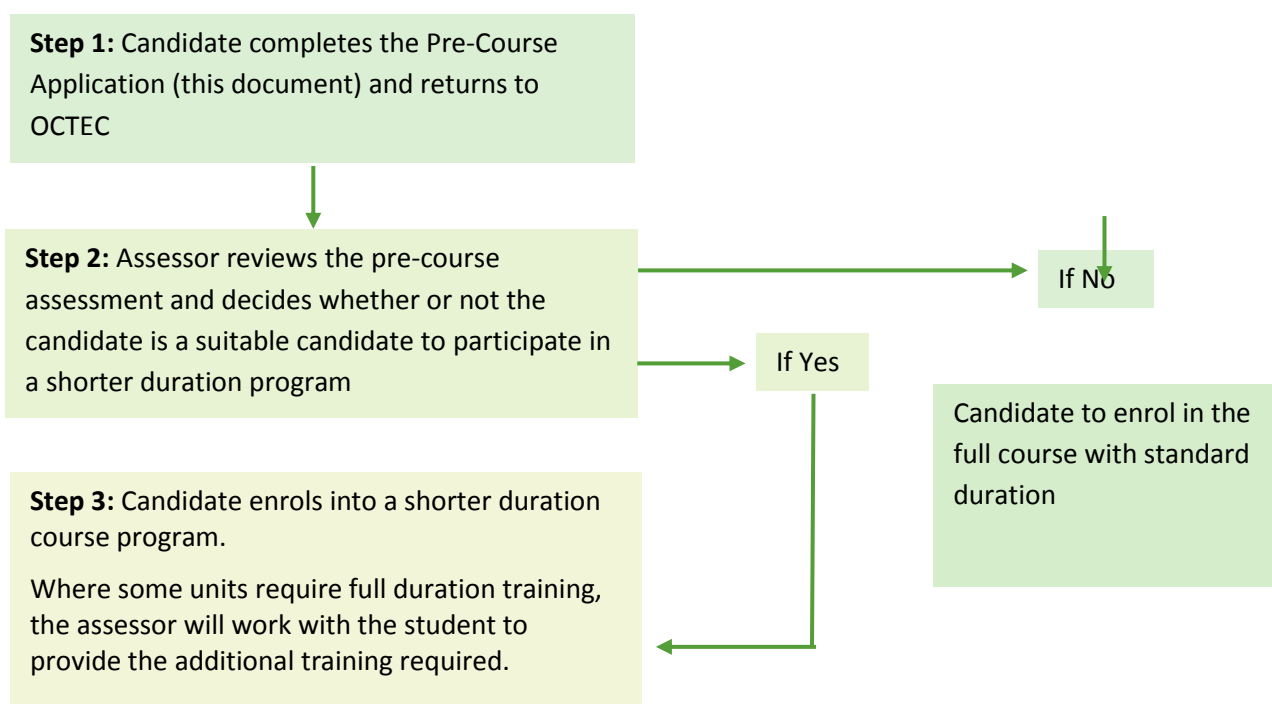 Step 1: Candidate completes the Pre-Course
Application (this document) and returns to
OCTEC
Step 2: Assessor reviews the pre-course
assessment and decides whether or not the
candidate is a suitable candidate to participate in
a shorter duration program
If No
If Yes
Candidate to enrol in the
full course with standard
duration
Step 3: Candidate enrols into a shorter duration
course program.
Where some units require full duration training,
the assessor will work with the student to
provide the additional training required.